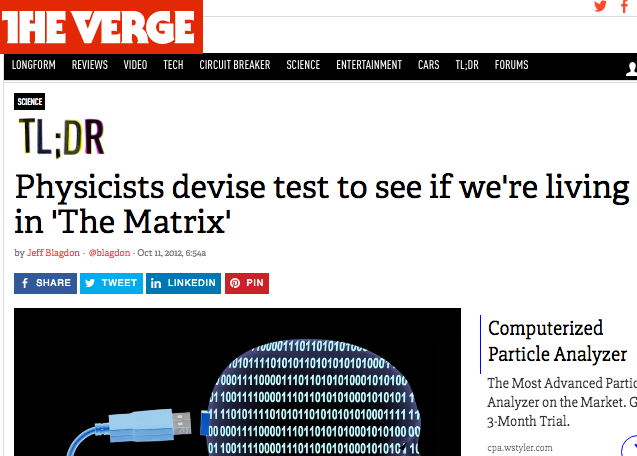 THE VERGE
LONGFORM REVIEWS VIDEO TECH CIRCUIT BREAKER SCIENCE ENTERTAINMENT CARS TL;DR FORUMS
SCIENCE
TL;DR
Physicists devise test to see if we're living
in 'The Matrix'
by Jeff Blagdon - @blagdon - Oct 11, 2012, 6:54a
f SHARE TWEET in LINKEDIN PIN
Computerized
Particle Analyzer
The Most Advanced Partic
Analyzer on the Market. G
3-Month Trial.
cpa.wstyler.com